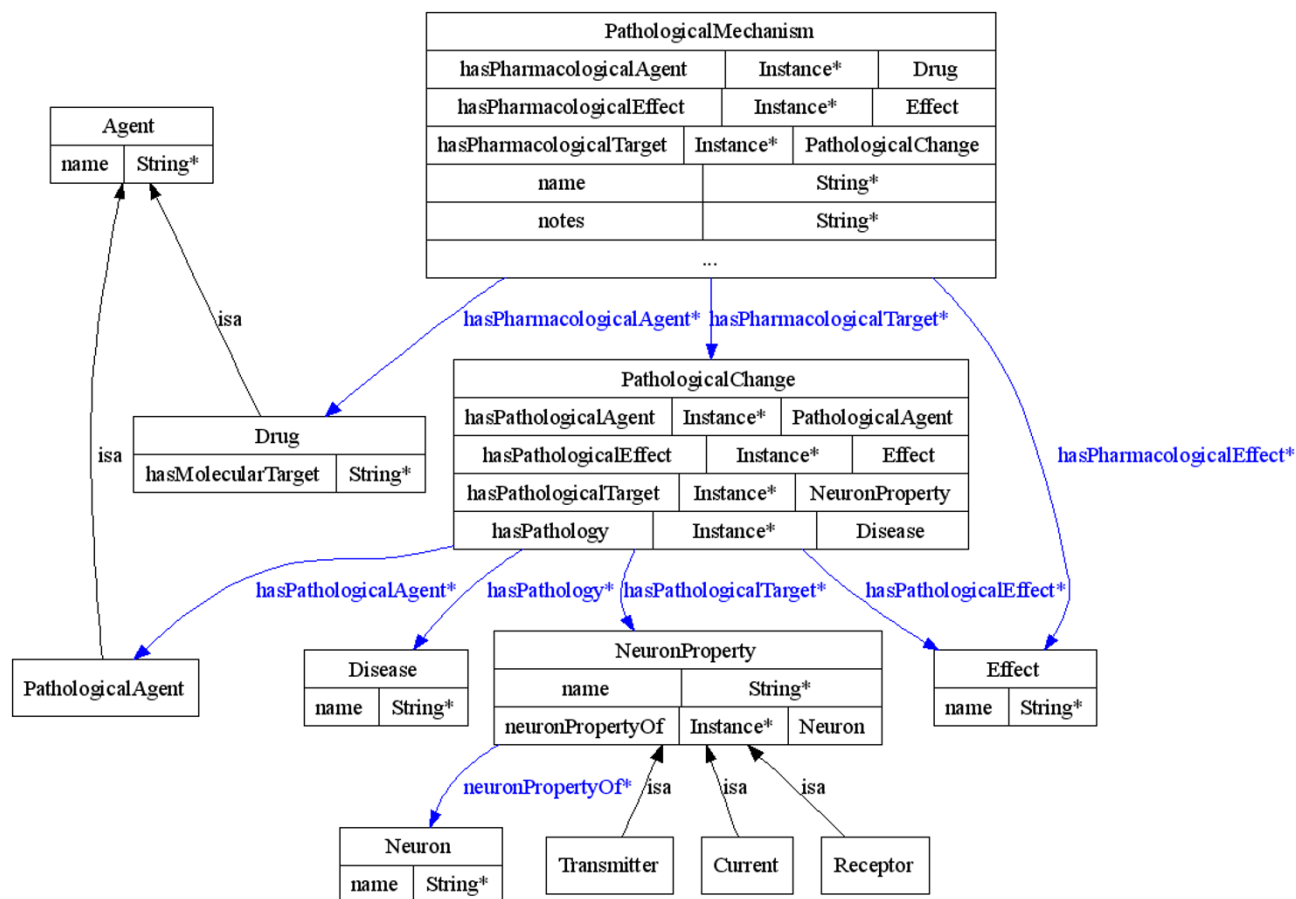 PathologicalMechanism
hasPharmacologicalAgent Instance* Drug
hasPharmacologicalEffect Instance* Effect
hasPharmacologicalTarget Instance* PathologicalChange
name String*
notes String*
...
Agent
name String*
isa
hasPharmacologicalAgent* hasPharmacologicalTarget*
PathologicalChange
hasPathologicalAgent Instance* PathologicalAgent
hasPathologicalEffect Instance* Effect
hasPathologicalTarget Instance* NeuronProperty
hasPathology Instance* Disease
Drug
hasMolecularTarget String*
isa
hasPharmacologicalEffect*
hasPathologicalAgent* hasPathology* hasPathologicalTarget* hasPathologicalEffect*
PathologicalAgent
Disease
name String*
NeuronProperty
name String*
neuronPropertyOf Instance* Neuron
Effect
name String*
neuronPropertyOf* isa isa isa
Neuron
name String*
Transmitter
Current
Receptor